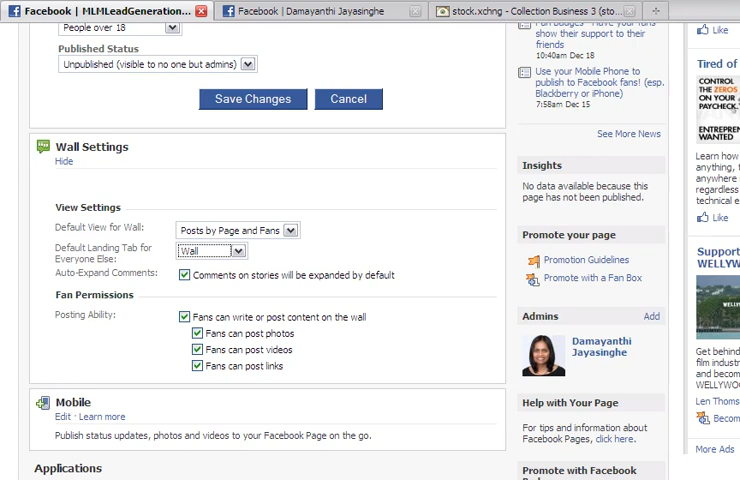 Facebook | MLMLeadGeneration...
Facebook | Damayanthi Jayasinghe
stock.xchng - Collection Business 3 (sto...
People over 18
Published Status
Unpublished (visible to no one but admins)
Save Changes
Cancel
Wall Settings
Hide
View Settings
Default View for Wall:
Posts by Page and Fans
Default Landing Tab for
Everyone Else:
Wall
Auto-Expand Comments:
Comments on stories will be expanded by default
Fan Permissions
Posting Ability:
Fans can write or post content on the wall
Fans can post photos
Fans can post videos
Fans can post links
Mobile
Edit · Learn more
Publish status updates, photos and videos to your Facebook Page on the go.
Applications
Fan Badges - Have your fans
show their support to their
friends
10:40am Dec 18
Use your Mobile Phone to
publish to Facebook fans! (esp.
Blackberry or iPhone)
7:58am Dec 15
See More News
Insights
No data available because this
page has not been published.
Promote your page
Promotion Guidelines
Promote with a Fan Box
Admins
Add
Damayanthi
Jayasinghe
Help with Your Page
For tips and information about
Facebook Pages, click here.
Promote with Facebook
Like
Tired of
CONTROL
THE ZEROS
ON YOUR
PAYCHECK.
ENTREPREN
WANTED
Learn how
anything, t
anywhere
regardless
technical e
Like
Support
WELLYW
Get behind
film indust
and becom
WELLYWO
Len Thoms
Becom
More Ads